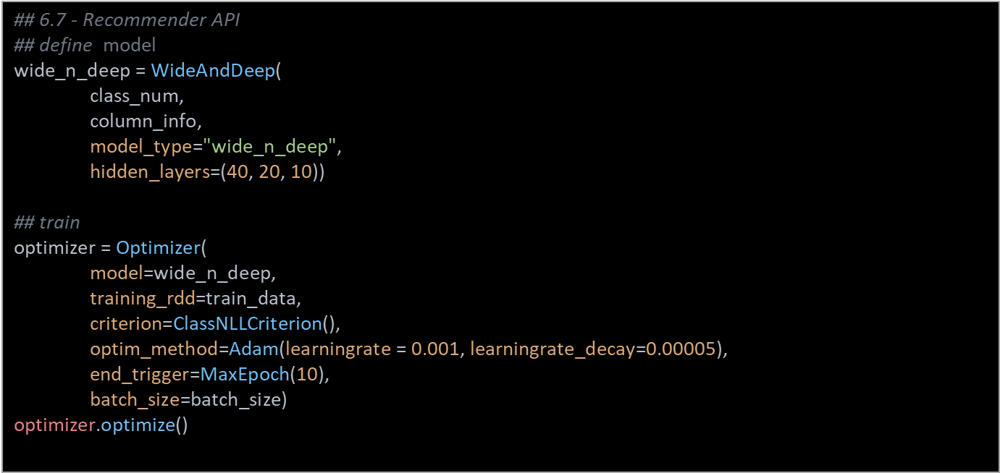 ## 6.7 - Recommender API
## define  model
wide_n_deep = WideAndDeep(
class_num,
column_info,
model_type="wide_n_deep",
hidden_layers=(40, 20, 10))
## train
optimizer = Optimizer(
model=wide_n_deep,
training_rdd=train_data,
criterion=ClassNLLCriterion(),
optim_method=Adam(learningrate = 0.001, learningrate_decay=0.00005),
end_trigger=MaxEpoch(10),
batch_size=batch_size)
optimizer.optimize()